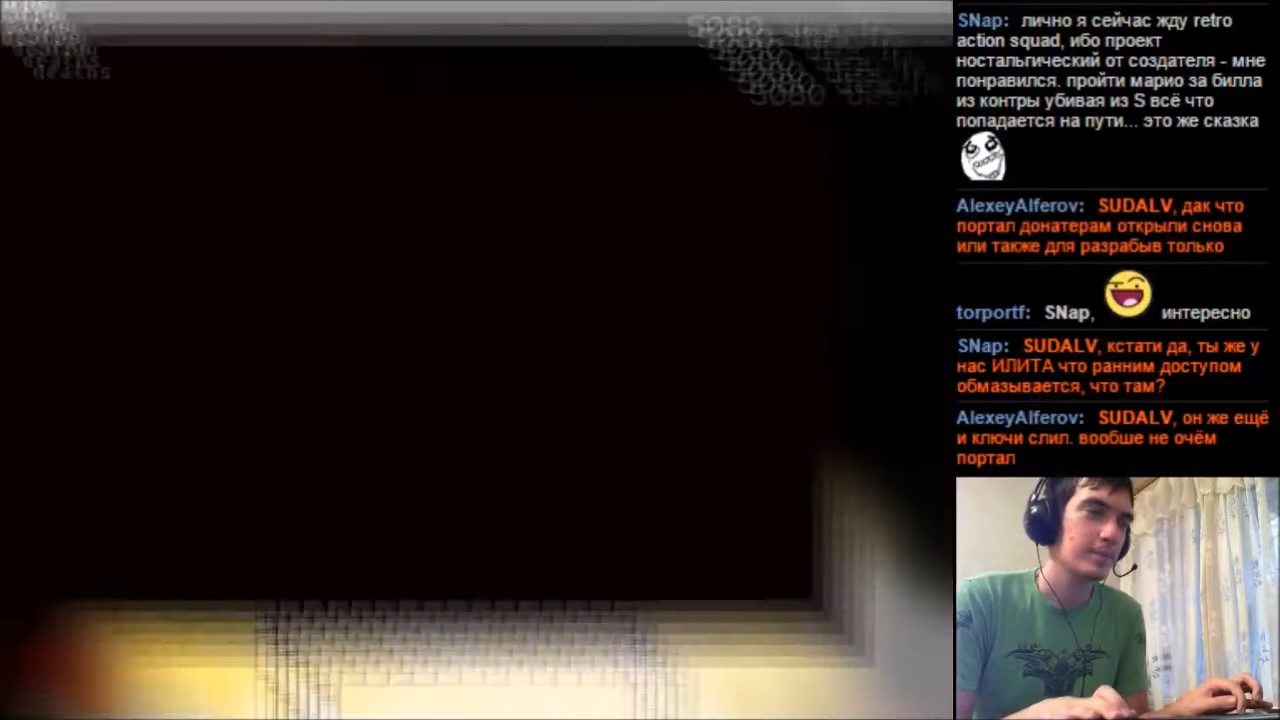 SNap: лично я сейчас жду retro
action squad, ибо проект
ностальгический от создателя - мне
понравился. пройти марио за билла
из контры убивая из S всё что
попадается на пути... это же сказка
AlexeyAlferov: SUDALV, дак что
портал донатерам открыли снова
или также для разрабыв только
torportf: SNap, интересно
SNap: SUDALV, кстати да, ты же у
нас ИЛИТА что ранним доступом
обмазывается, что там?
AlexeyAlferov: SUDALV, он же ещё
и ключи слил. вообше не очём
портал
5080
deaths
5080